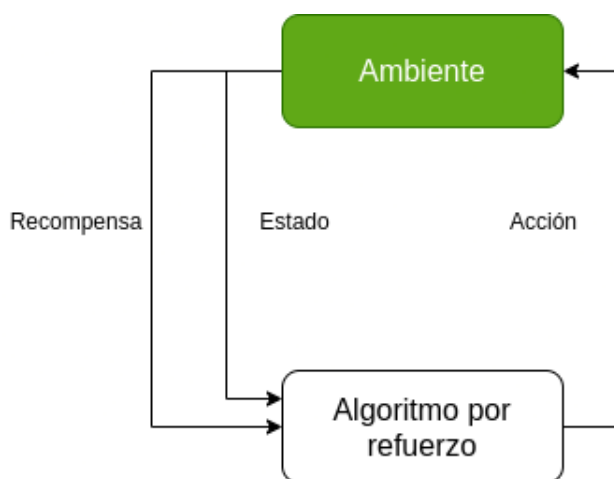 Ambiente
Recompensa
Estado
Acción
Algoritmo por
refuerzo